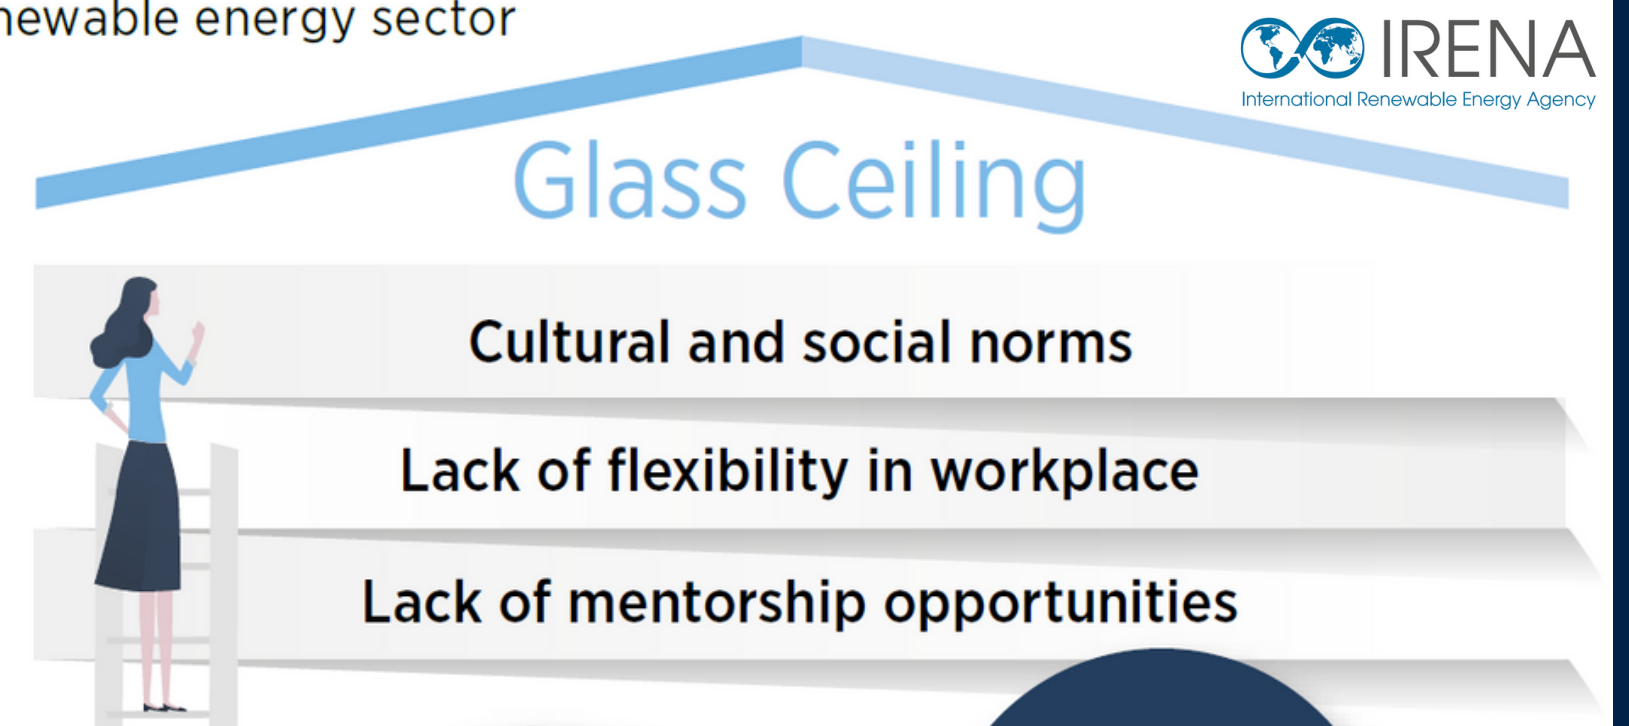 newable energy sector
IRENA
International Renewable Energy Agency
Glass Ceiling
Cultural and social norms
Lack of flexibility in workplace
Lack of mentorship opportunities